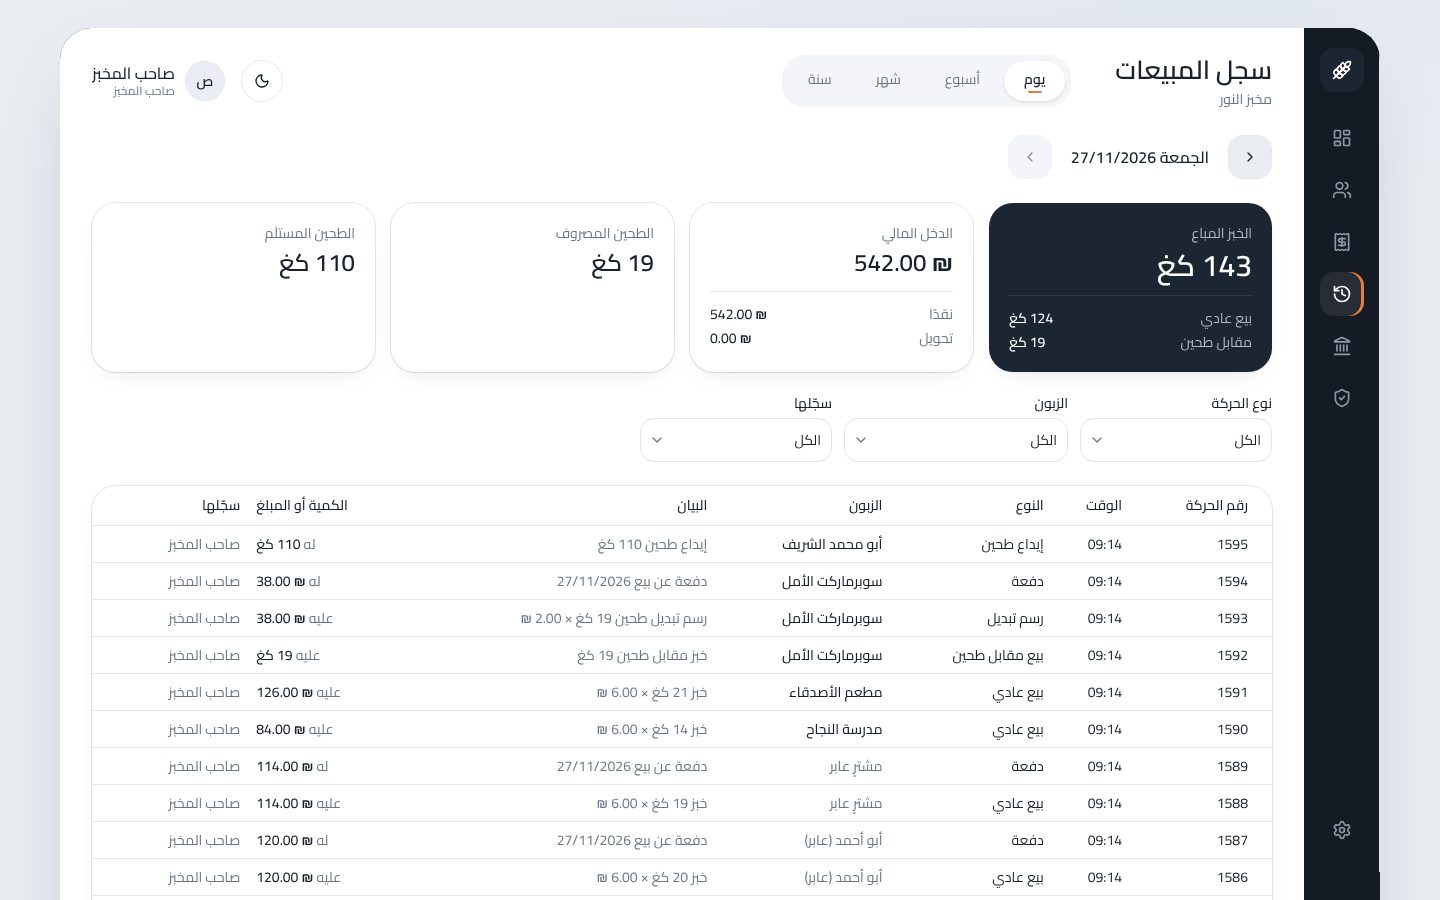 سجل المبيعات
مخبز النور
يوم
أسبوع
شهر
سنة
ص
صاحب المخبز
صاحب المخبز
الجمعة 27/11/2026
الخبز المباع
143 كغ
بيع عادي 124 كغ
مقابل طحين 19 كغ
الدخل المالي
₪ 542.00
نقدًا ₪ 542.00
تحويل ₪ 0.00
الطحين المصروف
19 كغ
الطحين المستلم
110 كغ
نوع الحركة
الكل
الزبون
الكل
سجّلها
الكل
رقم الحركة الوقت النوع الزبون البيان الكمية أو المبلغ سجّلها
1595 09:14 إيداع طحين أبو محمد الشريف إيداع طحين 110 كغ له 110 كغ صاحب المخبز
1594 09:14 دفعة سوبرماركت الأمل دفعة عن بيع 27/11/2026 له ₪ 38.00 صاحب المخبز
1593 09:14 رسم تبديل سوبرماركت الأمل رسم تبديل طحين 19 كغ × 2.00 ₪ عليه ₪ 38.00 صاحب المخبز
1592 09:14 بيع مقابل طحين سوبرماركت الأمل خبز مقابل طحين 19 كغ عليه 19 كغ صاحب المخبز
1591 09:14 بيع عادي مطعم الأصدقاء خبز 21 كغ × 6.00 ₪ عليه ₪ 126.00 صاحب المخبز
1590 09:14 بيع عادي مدرسة النجاح خبز 14 كغ × 6.00 ₪ عليه ₪ 84.00 صاحب المخبز
1589 09:14 دفعة مشترٍ عابر دفعة عن بيع 27/11/2026 له ₪ 114.00 صاحب المخبز
1588 09:14 بيع عادي مشترٍ عابر خبز 19 كغ × 6.00 ₪ عليه ₪ 114.00 صاحب المخبز
1587 09:14 دفعة أبو أحمد (عابر) دفعة عن بيع 27/11/2026 له ₪ 120.00 صاحب المخبز
1586 09:14 بيع عادي أبو أحمد (عابر) خبز 20 كغ × 6.00 ₪ عليه ₪ 120.00 صاحب المخبز